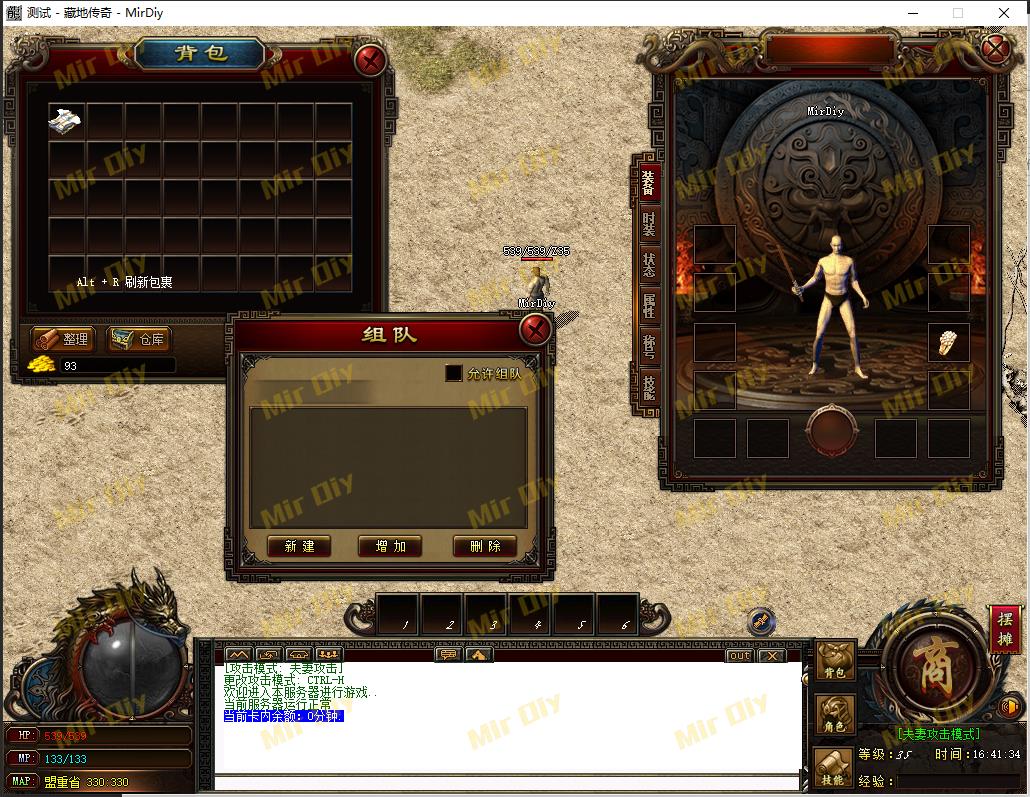 测试 - 藏地传奇 - MirDiy
背包
Alt + R 刷新包裹
整理
仓库
93
MirDiy
装备
时装
状态
属性
称号
技能
539/539/Z35
MirDiy
组队
允许组队
新建
增加
删除
1
2
3
4
5
6
摆摊
OUT
[攻击模式: 夫妻攻击]
更改攻击模式: CTRL-H
欢迎进入本服务器进行游戏..
当前服务器运行正常
当前卡内余额: 0分钟.
HP:
539/539
MP:
133/133
MAP:
盟重省 330:330
背包
角色
技能
商
[夫妻攻击模式]
等级:35
时间:16:41:34
经验:
Mir Diy